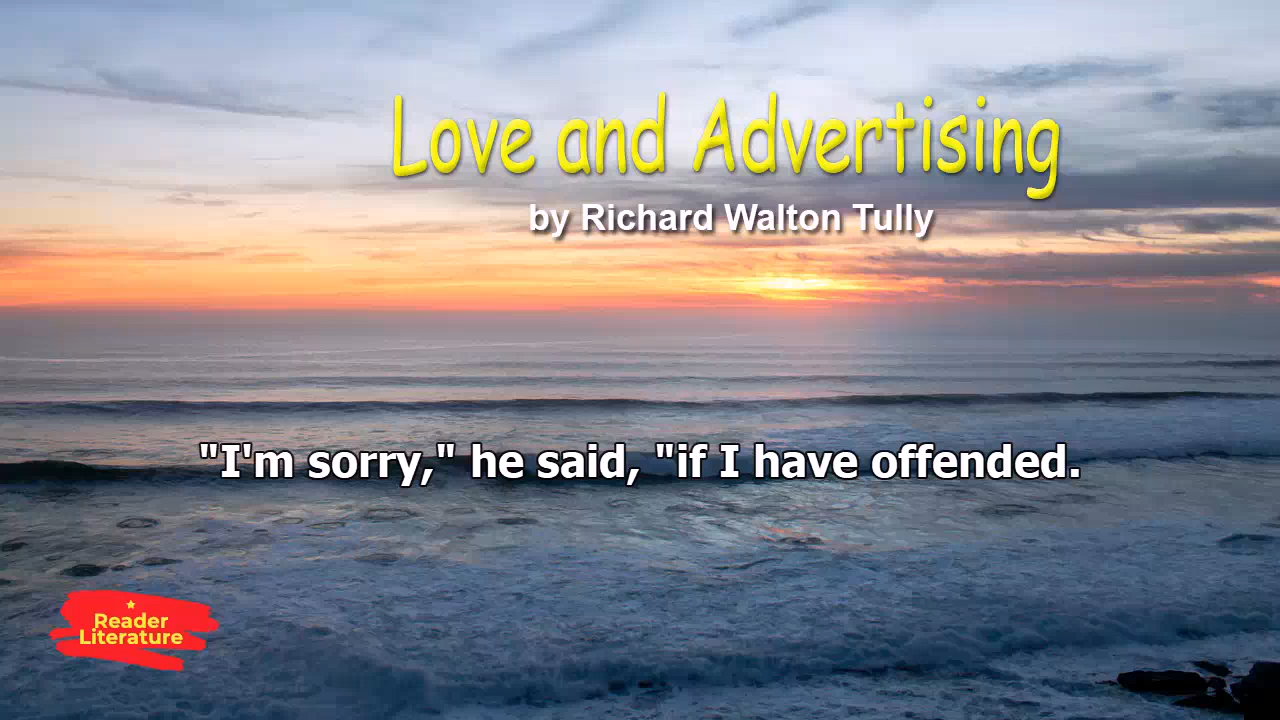 Love and Advertising
by Richard Walton Tully
"I'm sorry," he said, "if I have offended.
Reader
Literature